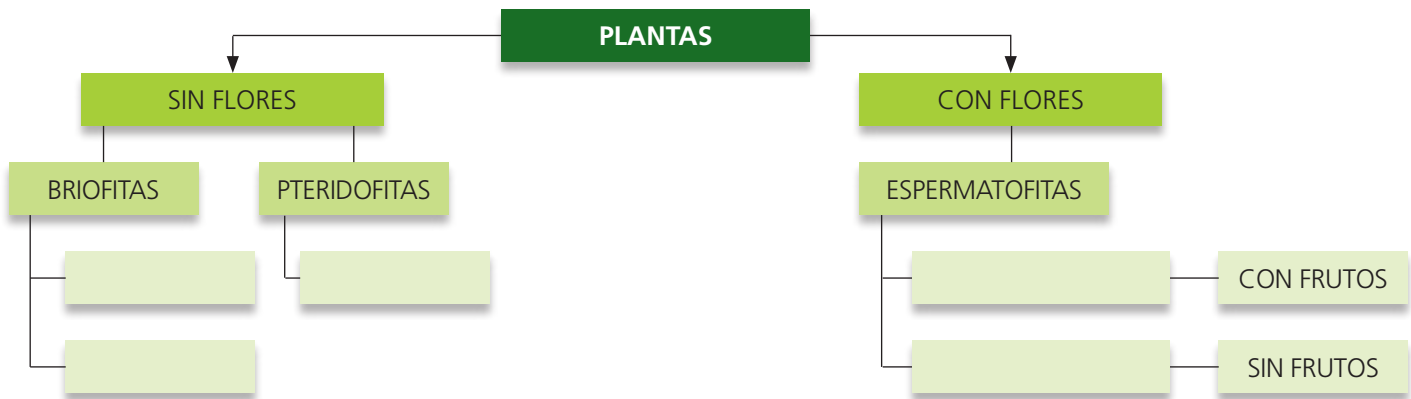 PLANTAS
SIN FLORES
CON FLORES
BRIOFITAS
PTERIDOFITAS
ESPERMATOFITAS
CON FRUTOS
SIN FRUTOS